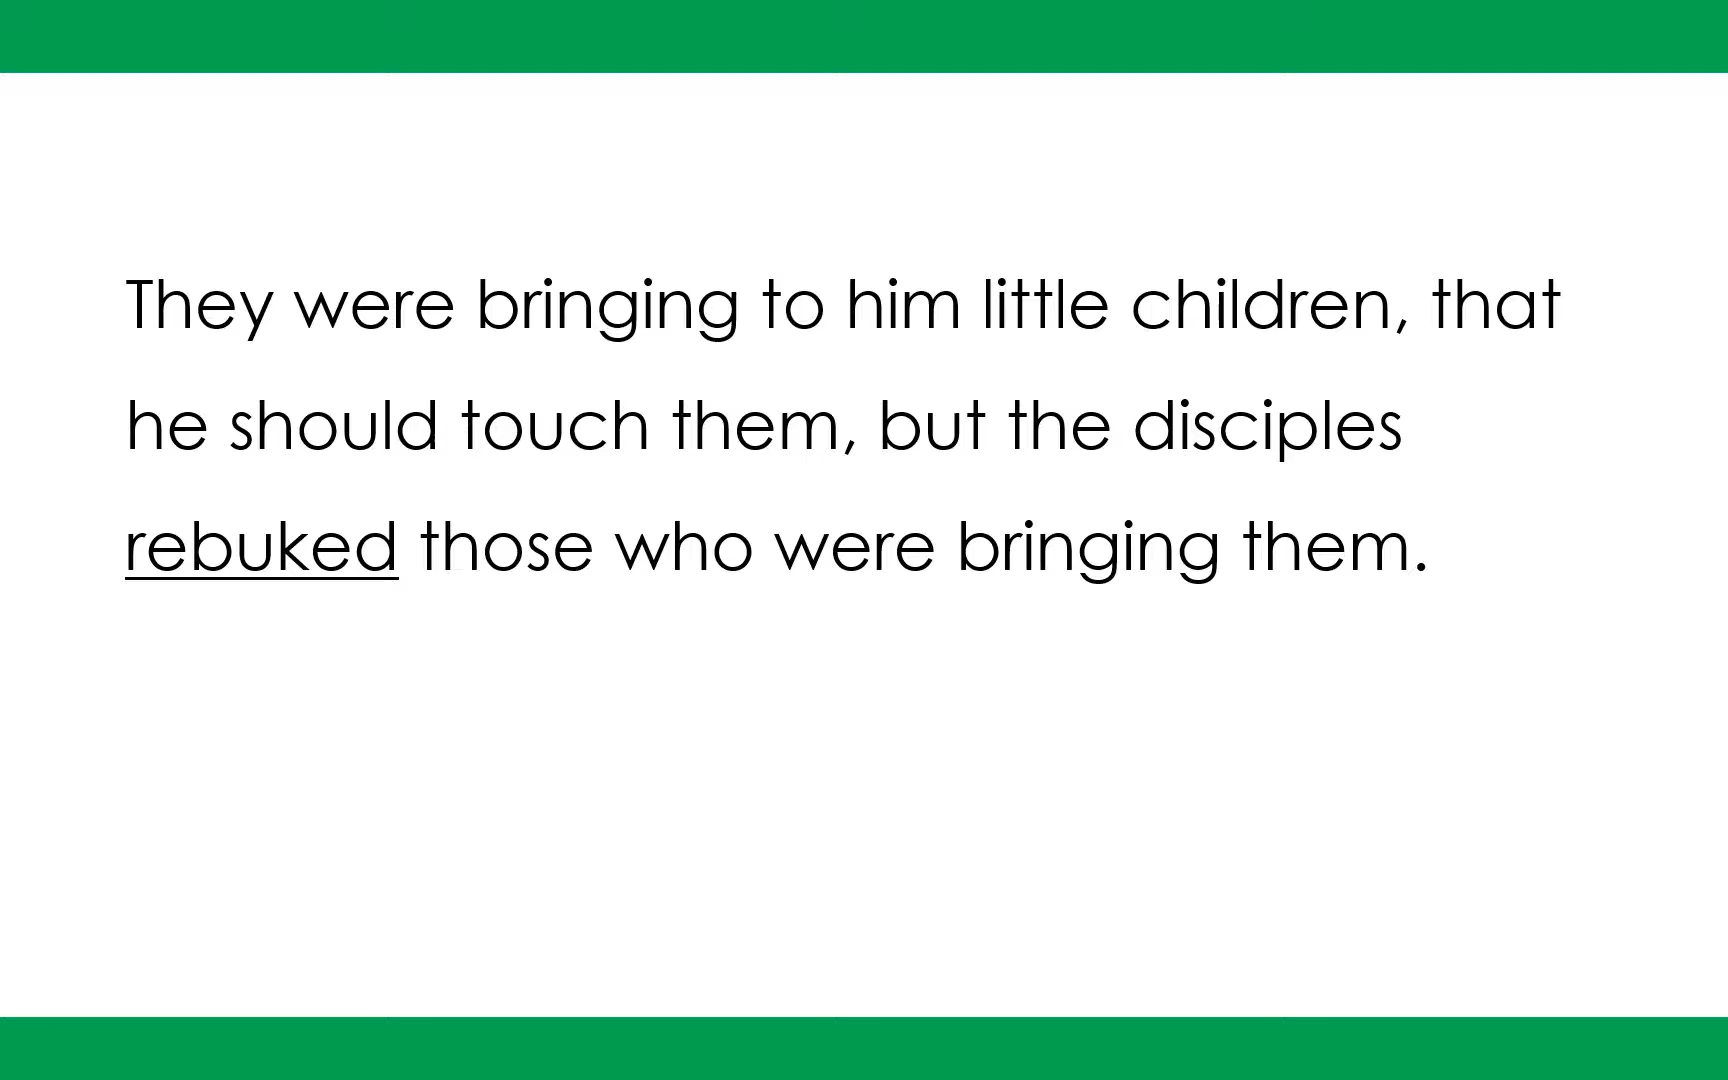 They were bringing to him little children, that
he should touch them, but the disciples
rebuked those who were bringing them.